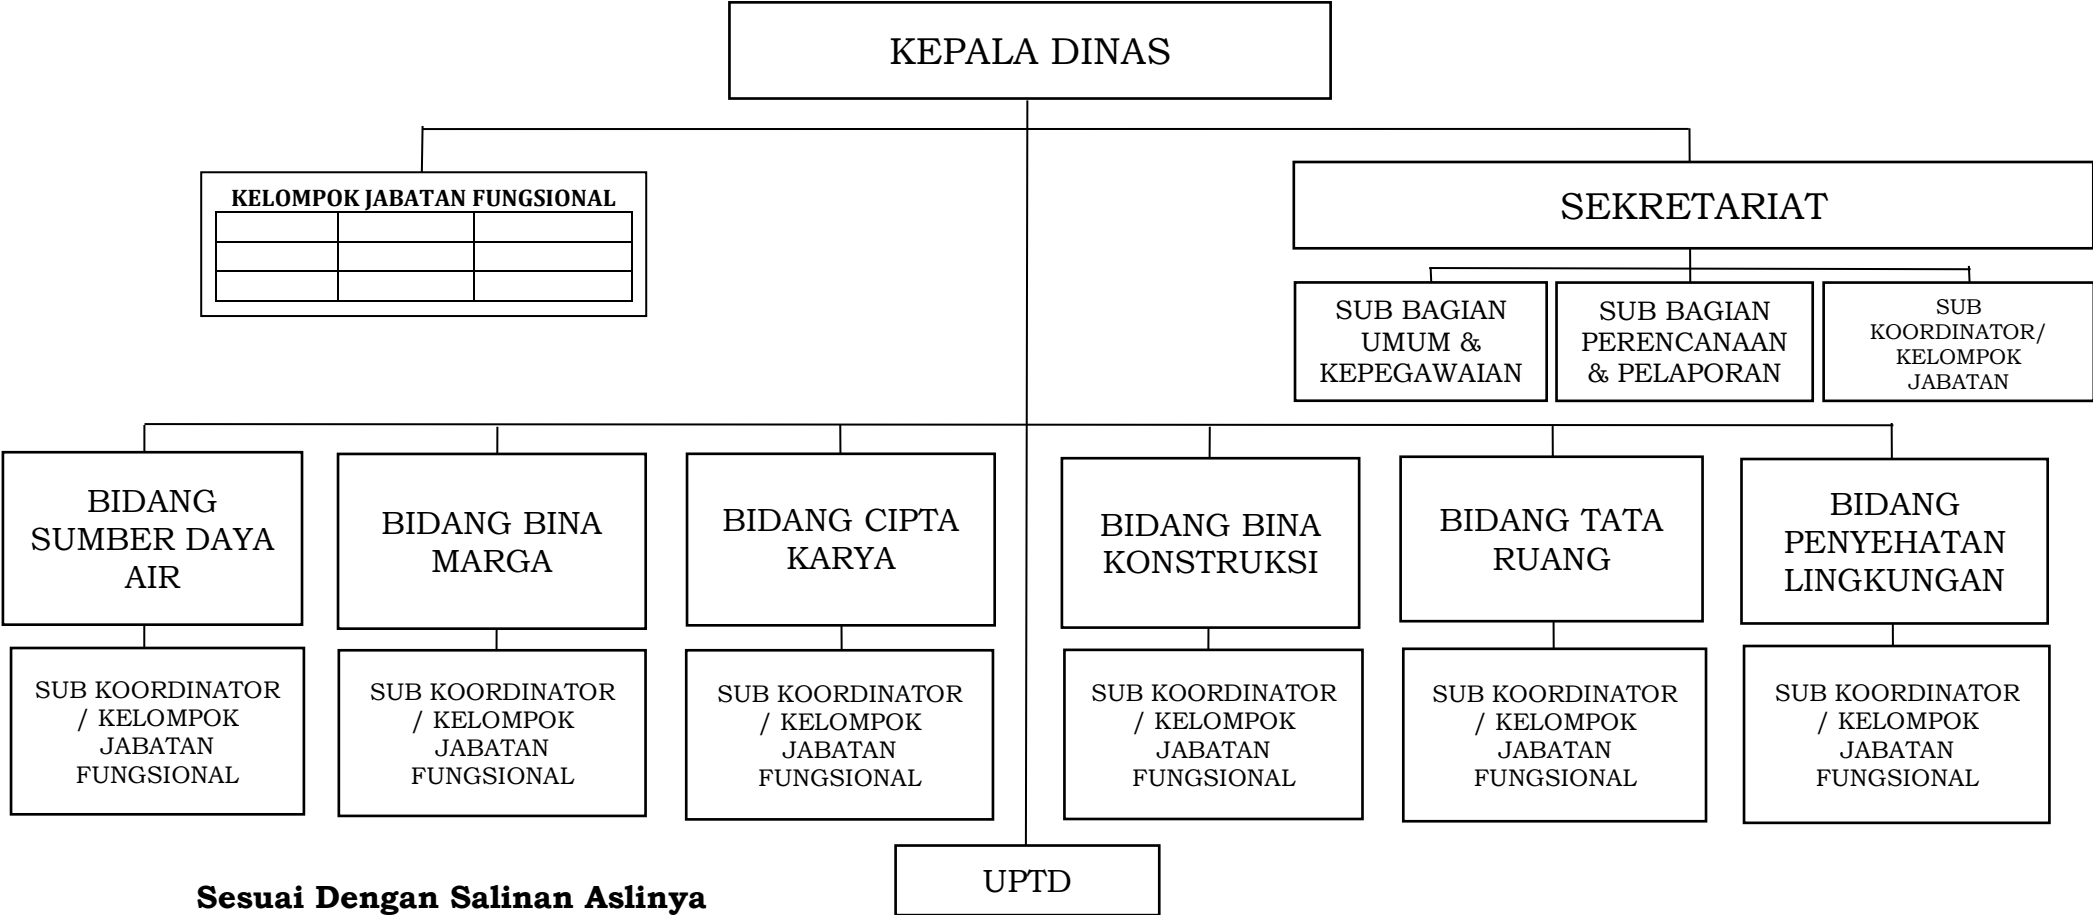 KEPALA DINAS
KELOMPOK JABATAN FUNGSIONAL
SEKRETARIAT
SUB BAGIAN
UMUM &
KEPEGAWAIAN
SUB BAGIAN
PERENCANAAN
& PELAPORAN
SUB
KOORDINATOR/
KELOMPOK
JABATAN
BIDANG
SUMBER DAYA
AIR
BIDANG BINA
MARGA
BIDANG CIPTA
KARYA
BIDANG BINA
KONSTRUKSI
BIDANG TATA
RUANG
BIDANG
PENYEHATAN
LINGKUNGAN
SUB KOORDINATOR
/ KELOMPOK
JABATAN
FUNGSIONAL
SUB KOORDINATOR
/ KELOMPOK
JABATAN
FUNGSIONAL
SUB KOORDINATOR
/ KELOMPOK
JABATAN
FUNGSIONAL
SUB KOORDINATOR
/ KELOMPOK
JABATAN
FUNGSIONAL
SUB KOORDINATOR
/ KELOMPOK
JABATAN
FUNGSIONAL
SUB KOORDINATOR
/ KELOMPOK
JABATAN
FUNGSIONAL
UPTD
Sesuai Dengan Salinan Aslinya